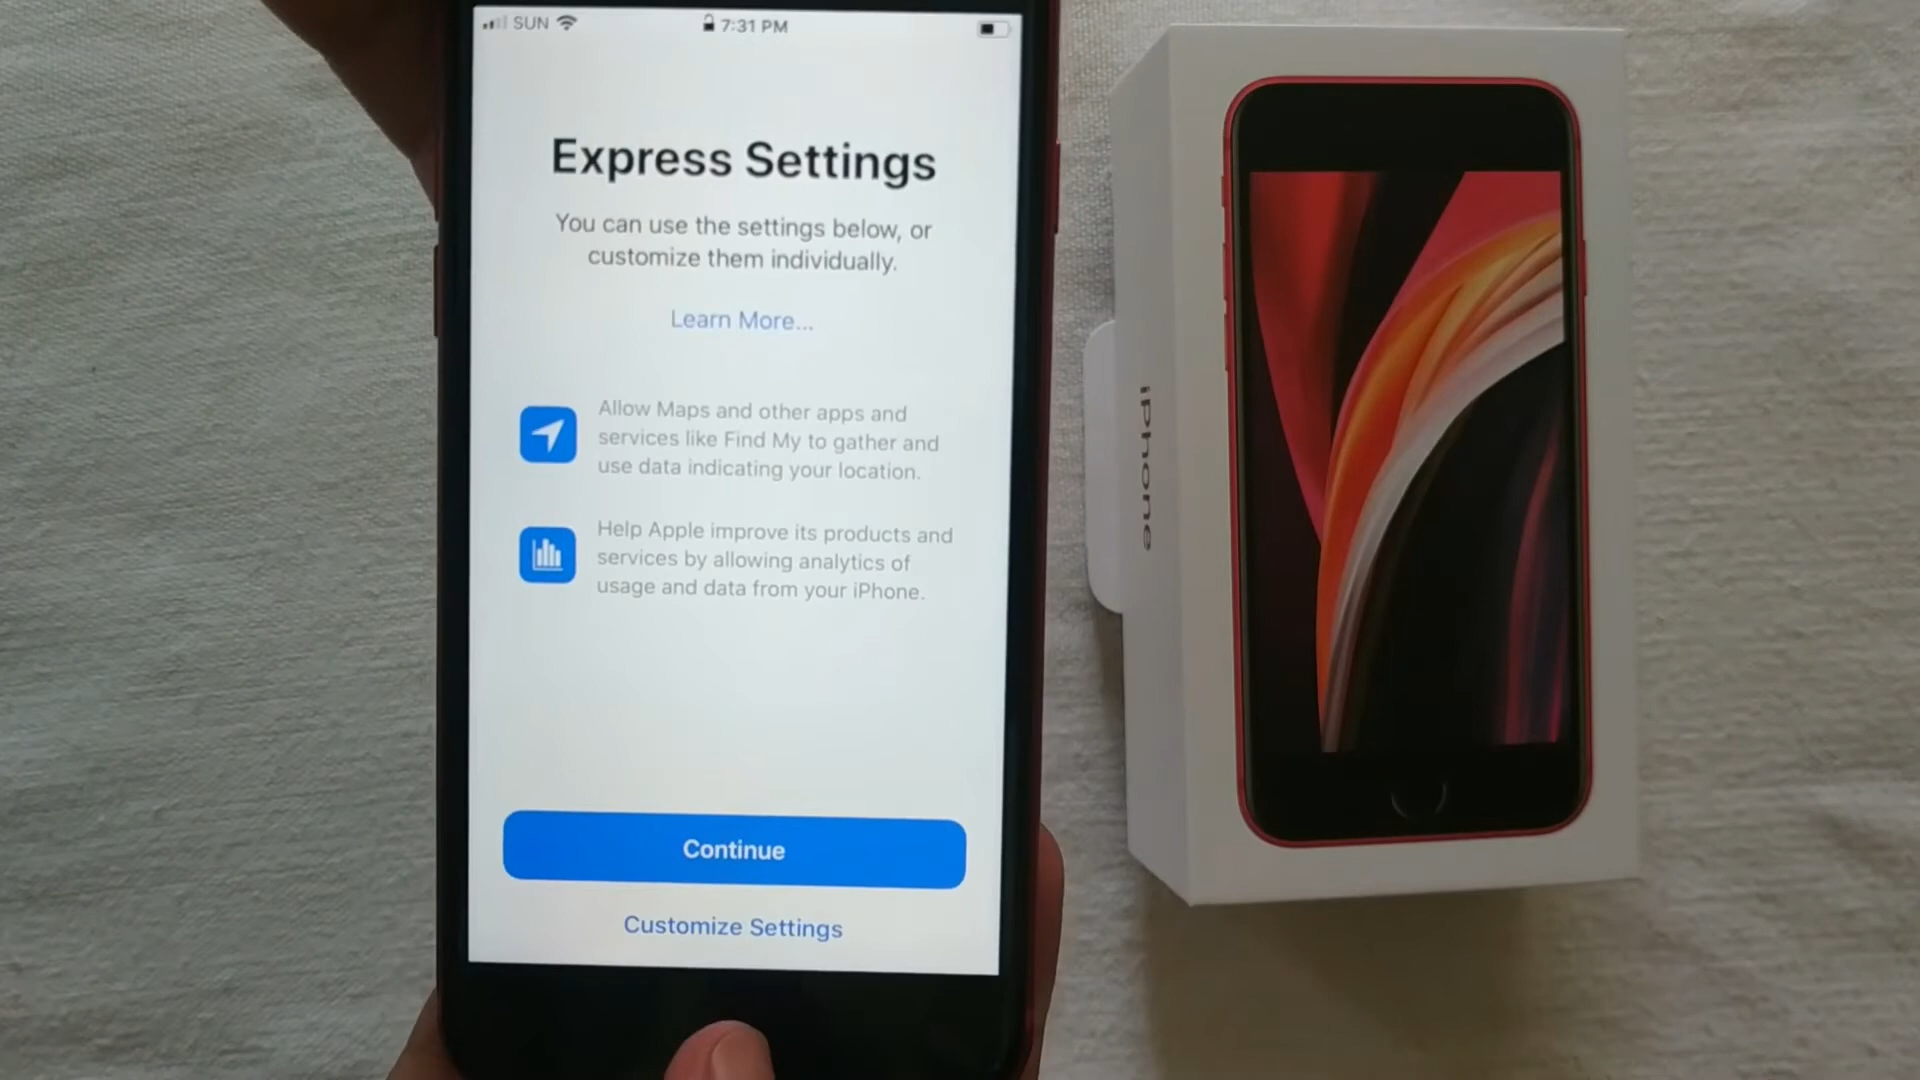 SUN 7:31 PM
Express Settings
You can use the settings below, or
customize them individually.
Learn More...
Allow Maps and other apps and
services like Find My to gather and
use data indicating your location.
Help Apple improve its products and
services by allowing analytics of
usage and data from your iPhone.
Continue
Customize Settings
iPhone